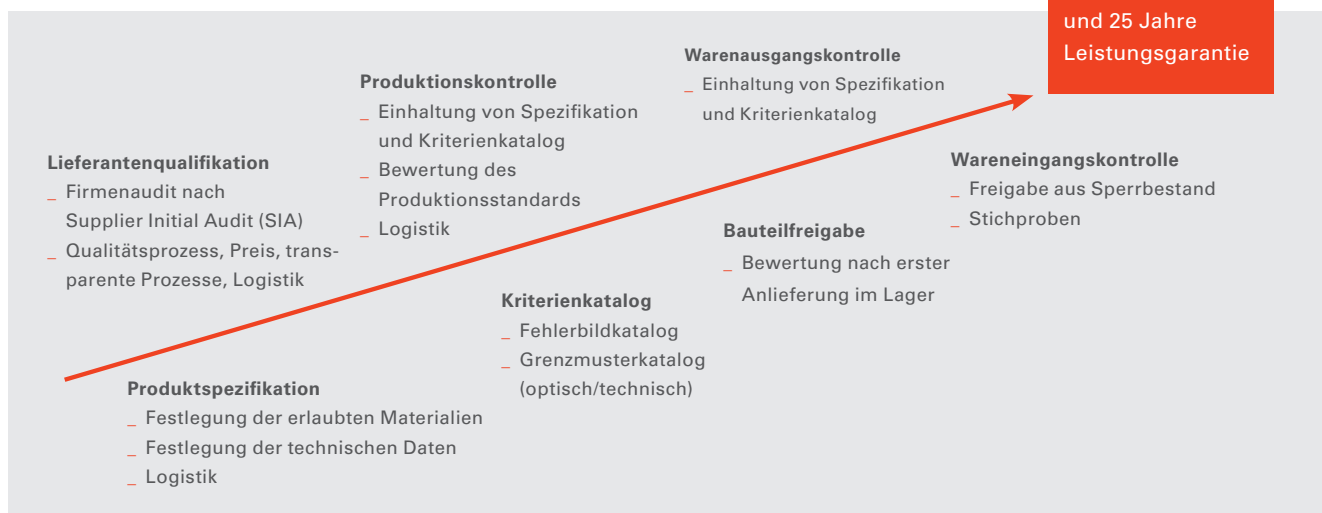 und 25 Jahre
Leistungsgarantie
Warenausgangskontrolle
_ Einhaltung von Spezifikation
und Kriterienkatalog
Produktionskontrolle
_ Einhaltung von Spezifikation
und Kriterienkatalog
_ Bewertung des
Produktionsstandards
_ Logistik
Lieferantenqualifikation
_ Firmenaudit nach
Supplier Initial Audit (SIA)
_ Qualitätsprozess, Preis, trans-
parente Prozesse, Logistik
Wareneingangskontrolle
_ Freigabe aus Sperrbestand
_ Stichproben
Bauteilfreigabe
_ Bewertung nach erster
Anlieferung im Lager
Kriterienkatalog
_ Fehlerbildkatalog
_ Grenzmusterkatalog
(optisch/technisch)
Produktspezifikation
_ Festlegung der erlaubten Materialien
_ Festlegung der technischen Daten
_ Logistik